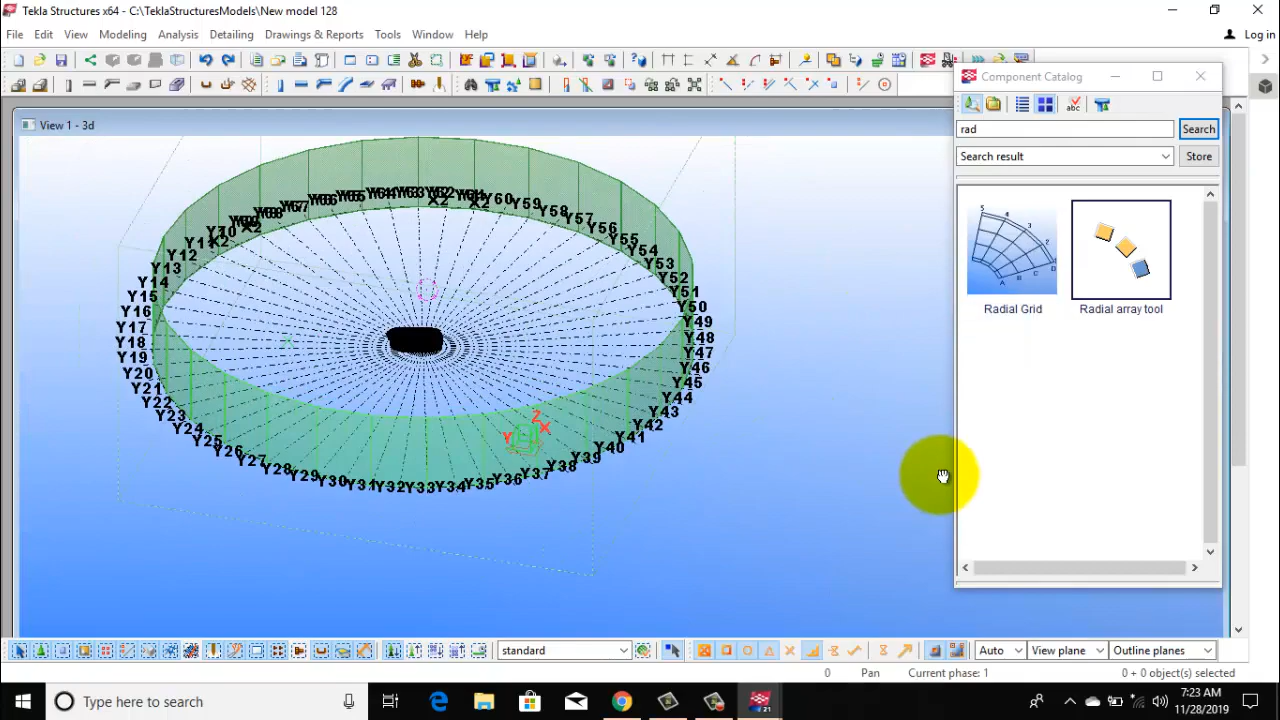 Tekla Structures x64 - C:\TeklaStructuresModels\New model 128
File Edit View Modeling Analysis Detailing Drawings & Reports Tools Window Help Log in
Component Catalog
View 1 - 3d
rad Search
Search result Store
Radial Grid Radial array tool
Y60
Y59
Y58
Y57
Y56
Y55
Y54
Y53
Y52
Y51
Y50
Y49
Y48
Y47
Y46
Y45
Y44
Y43
Y42
Y41
Y40
Y39
Y38
Y37
Y36
Y35
Y34
Y33
Y32
Y31
Y30
Y29
Y28
Y27
Y26
Y25
Y24
Y23
Y22
Y21
Y20
Y19
Y18
Y17
Y16
Y15
Y14
Y13
Y12
X2
X2
X2
X2
Z
X
Y
standard Auto View plane Outline planes
0 Pan Current phase: 1 0 + 0 object(s) selected
Type here to search
21
7:23 AM
11/28/2019